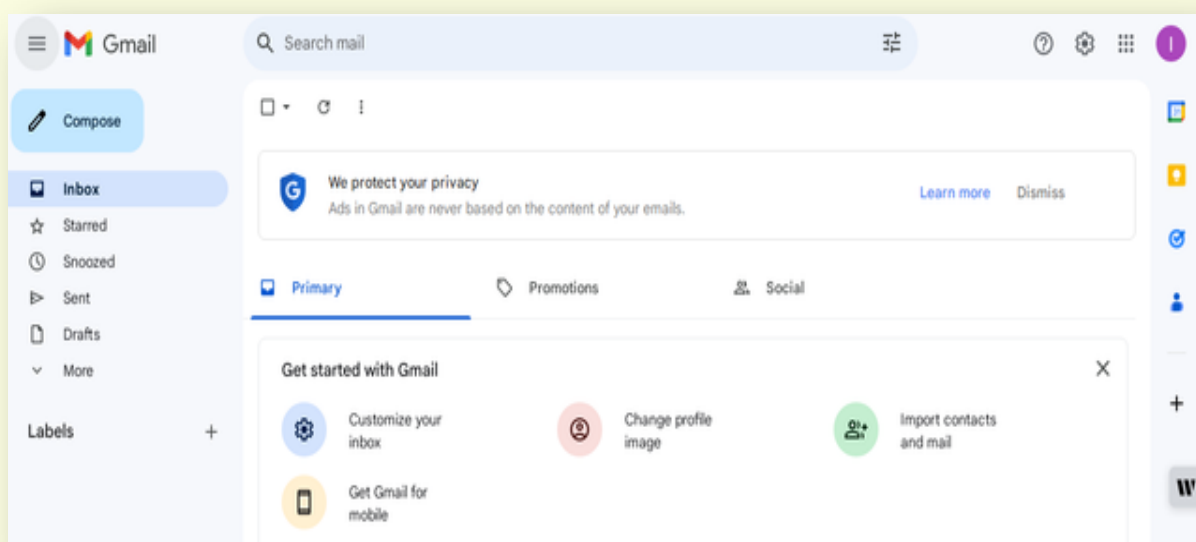 Gmail
Search mail
I
Compose
Inbox
Starred
Snoozed
Sent
Drafts
More
Labels
We protect your privacy
Ads in Gmail are never based on the content of your emails.
Learn more
Dismiss
Primary
Promotions
Social
Get started with Gmail
Customize your
inbox
Change profile
image
Import contacts
and mail
Get Gmail for
mobile
W